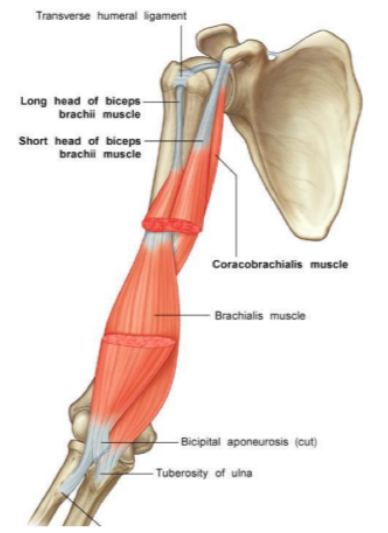 Transverse humeral ligament
Long head of biceps
brachii muscle
Short head of biceps
brachii muscle
Coracobrachialis muscle
Brachialis muscle
Bicipital aponeurosis (cut)
Tuberosity of ulna